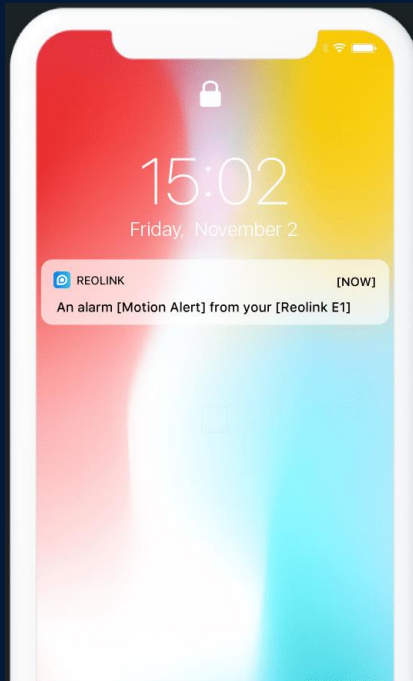 15:02
Friday, November 2
REOLINK [NOW]
An alarm [Motion Alert] from your [Reolink E1]